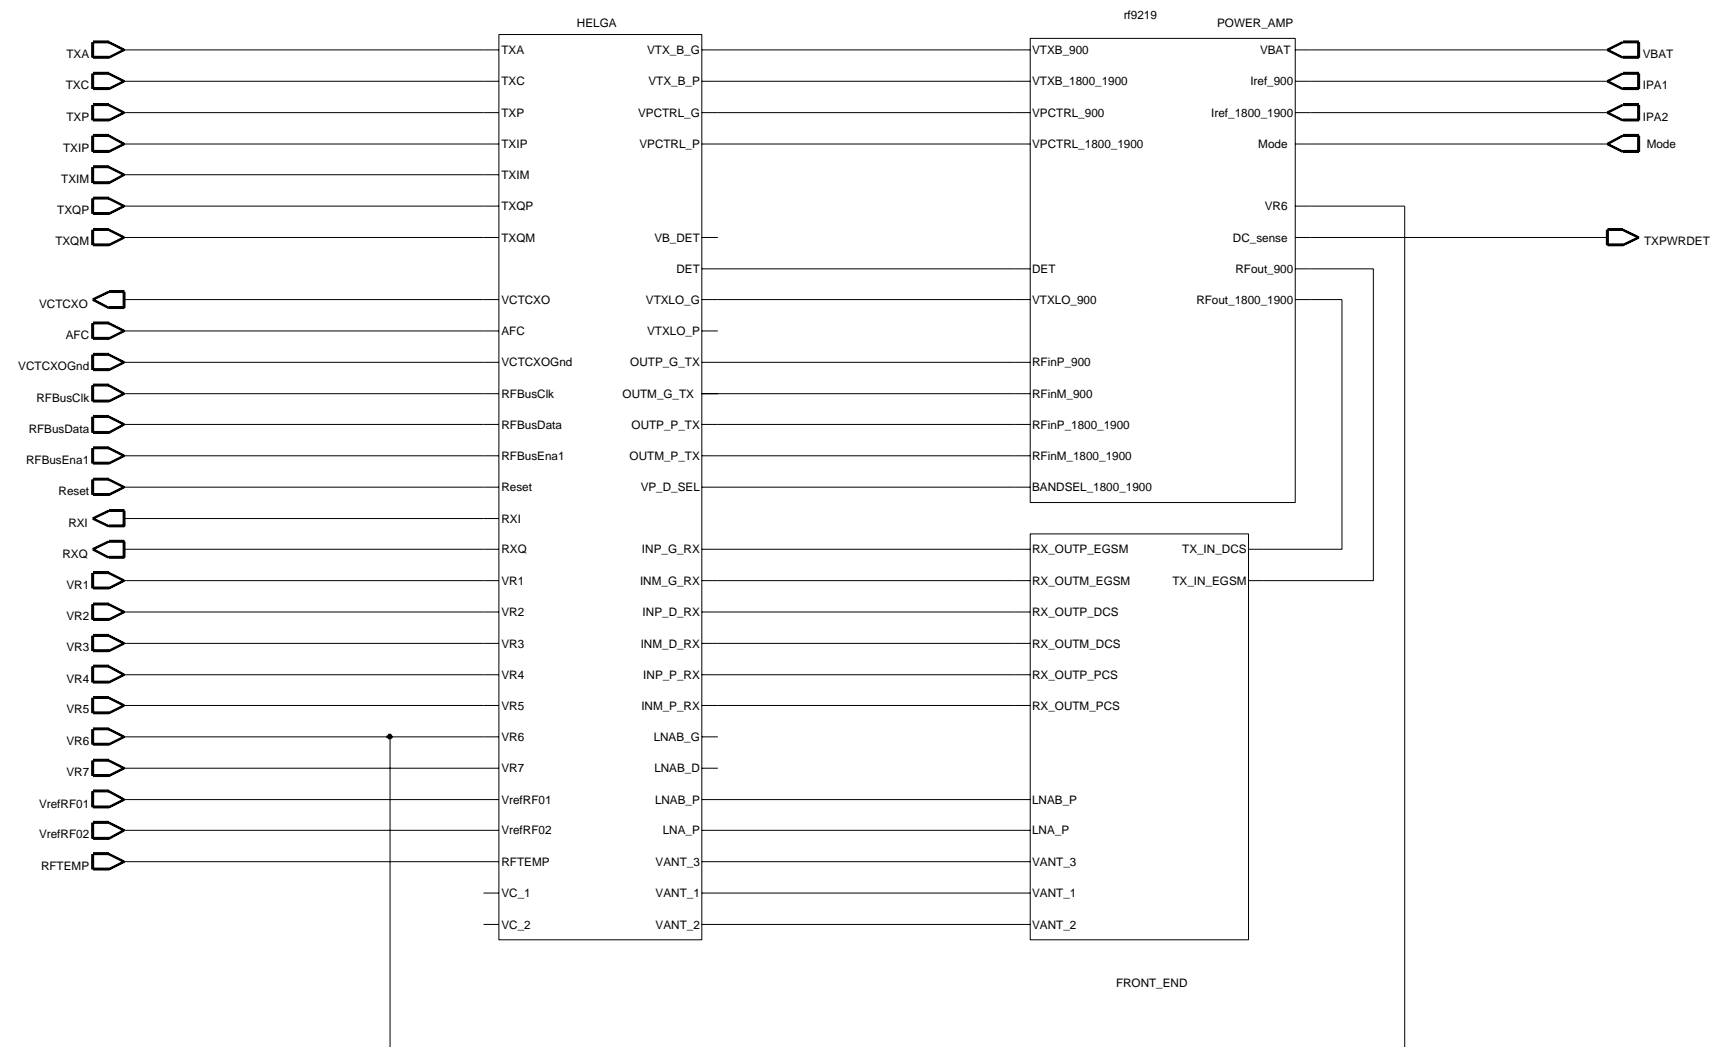 rf9219
HELGA
POWER_AMP
TXA TXA VTX_B_G VTXB_900 VBAT VBAT
TXC TXC VTX_B_P VTXB_1800_1900 Iref_900 IPA1
TXP TXP VPCTRL_G VPCTRL_900 Iref_1800_1900 IPA2
TXIP TXIP VPCTRL_P VPCTRL_1800_1900 Mode Mode
TXIM TXIM
TXQP TXQP VR6
TXQM TXQM VB_DET DC_sense TXPWRDET
DET DET RFout_900
VCTCXO VCTCXO VTXLO_G VTXLO_900 RFout_1800_1900
AFC AFC VTXLO_P
VCTCXOGnd VCTCXOGnd OUTP_G_TX RFinP_900
RFBusClk RFBusClk OUTM_G_TX RFinM_900
RFBusData RFBusData OUTP_P_TX RFinP_1800_1900
RFBusEna1 RFBusEna1 OUTM_P_TX RFinM_1800_1900
Reset Reset VP_D_SEL BANDSEL_1800_1900
RXI RXI
RXQ RXQ INP_G_RX RX_OUTP_EGSM TX_IN_DCS
VR1 VR1 INM_G_RX RX_OUTM_EGSM TX_IN_EGSM
VR2 VR2 INP_D_RX RX_OUTP_DCS
VR3 VR3 INM_D_RX RX_OUTM_DCS
VR4 VR4 INP_P_RX RX_OUTP_PCS
VR5 VR5 INM_P_RX RX_OUTM_PCS
VR6 VR6 LNAB_G
VR7 VR7 LNAB_D
VrefRF01 VrefRF01 LNAB_P LNAB_P
VrefRF02 VrefRF02 LNA_P LNA_P
RFTEMP RFTEMP VANT_3 VANT_3
VC_1 VANT_1 VANT_1
VC_2 VANT_2 VANT_2
FRONT_END